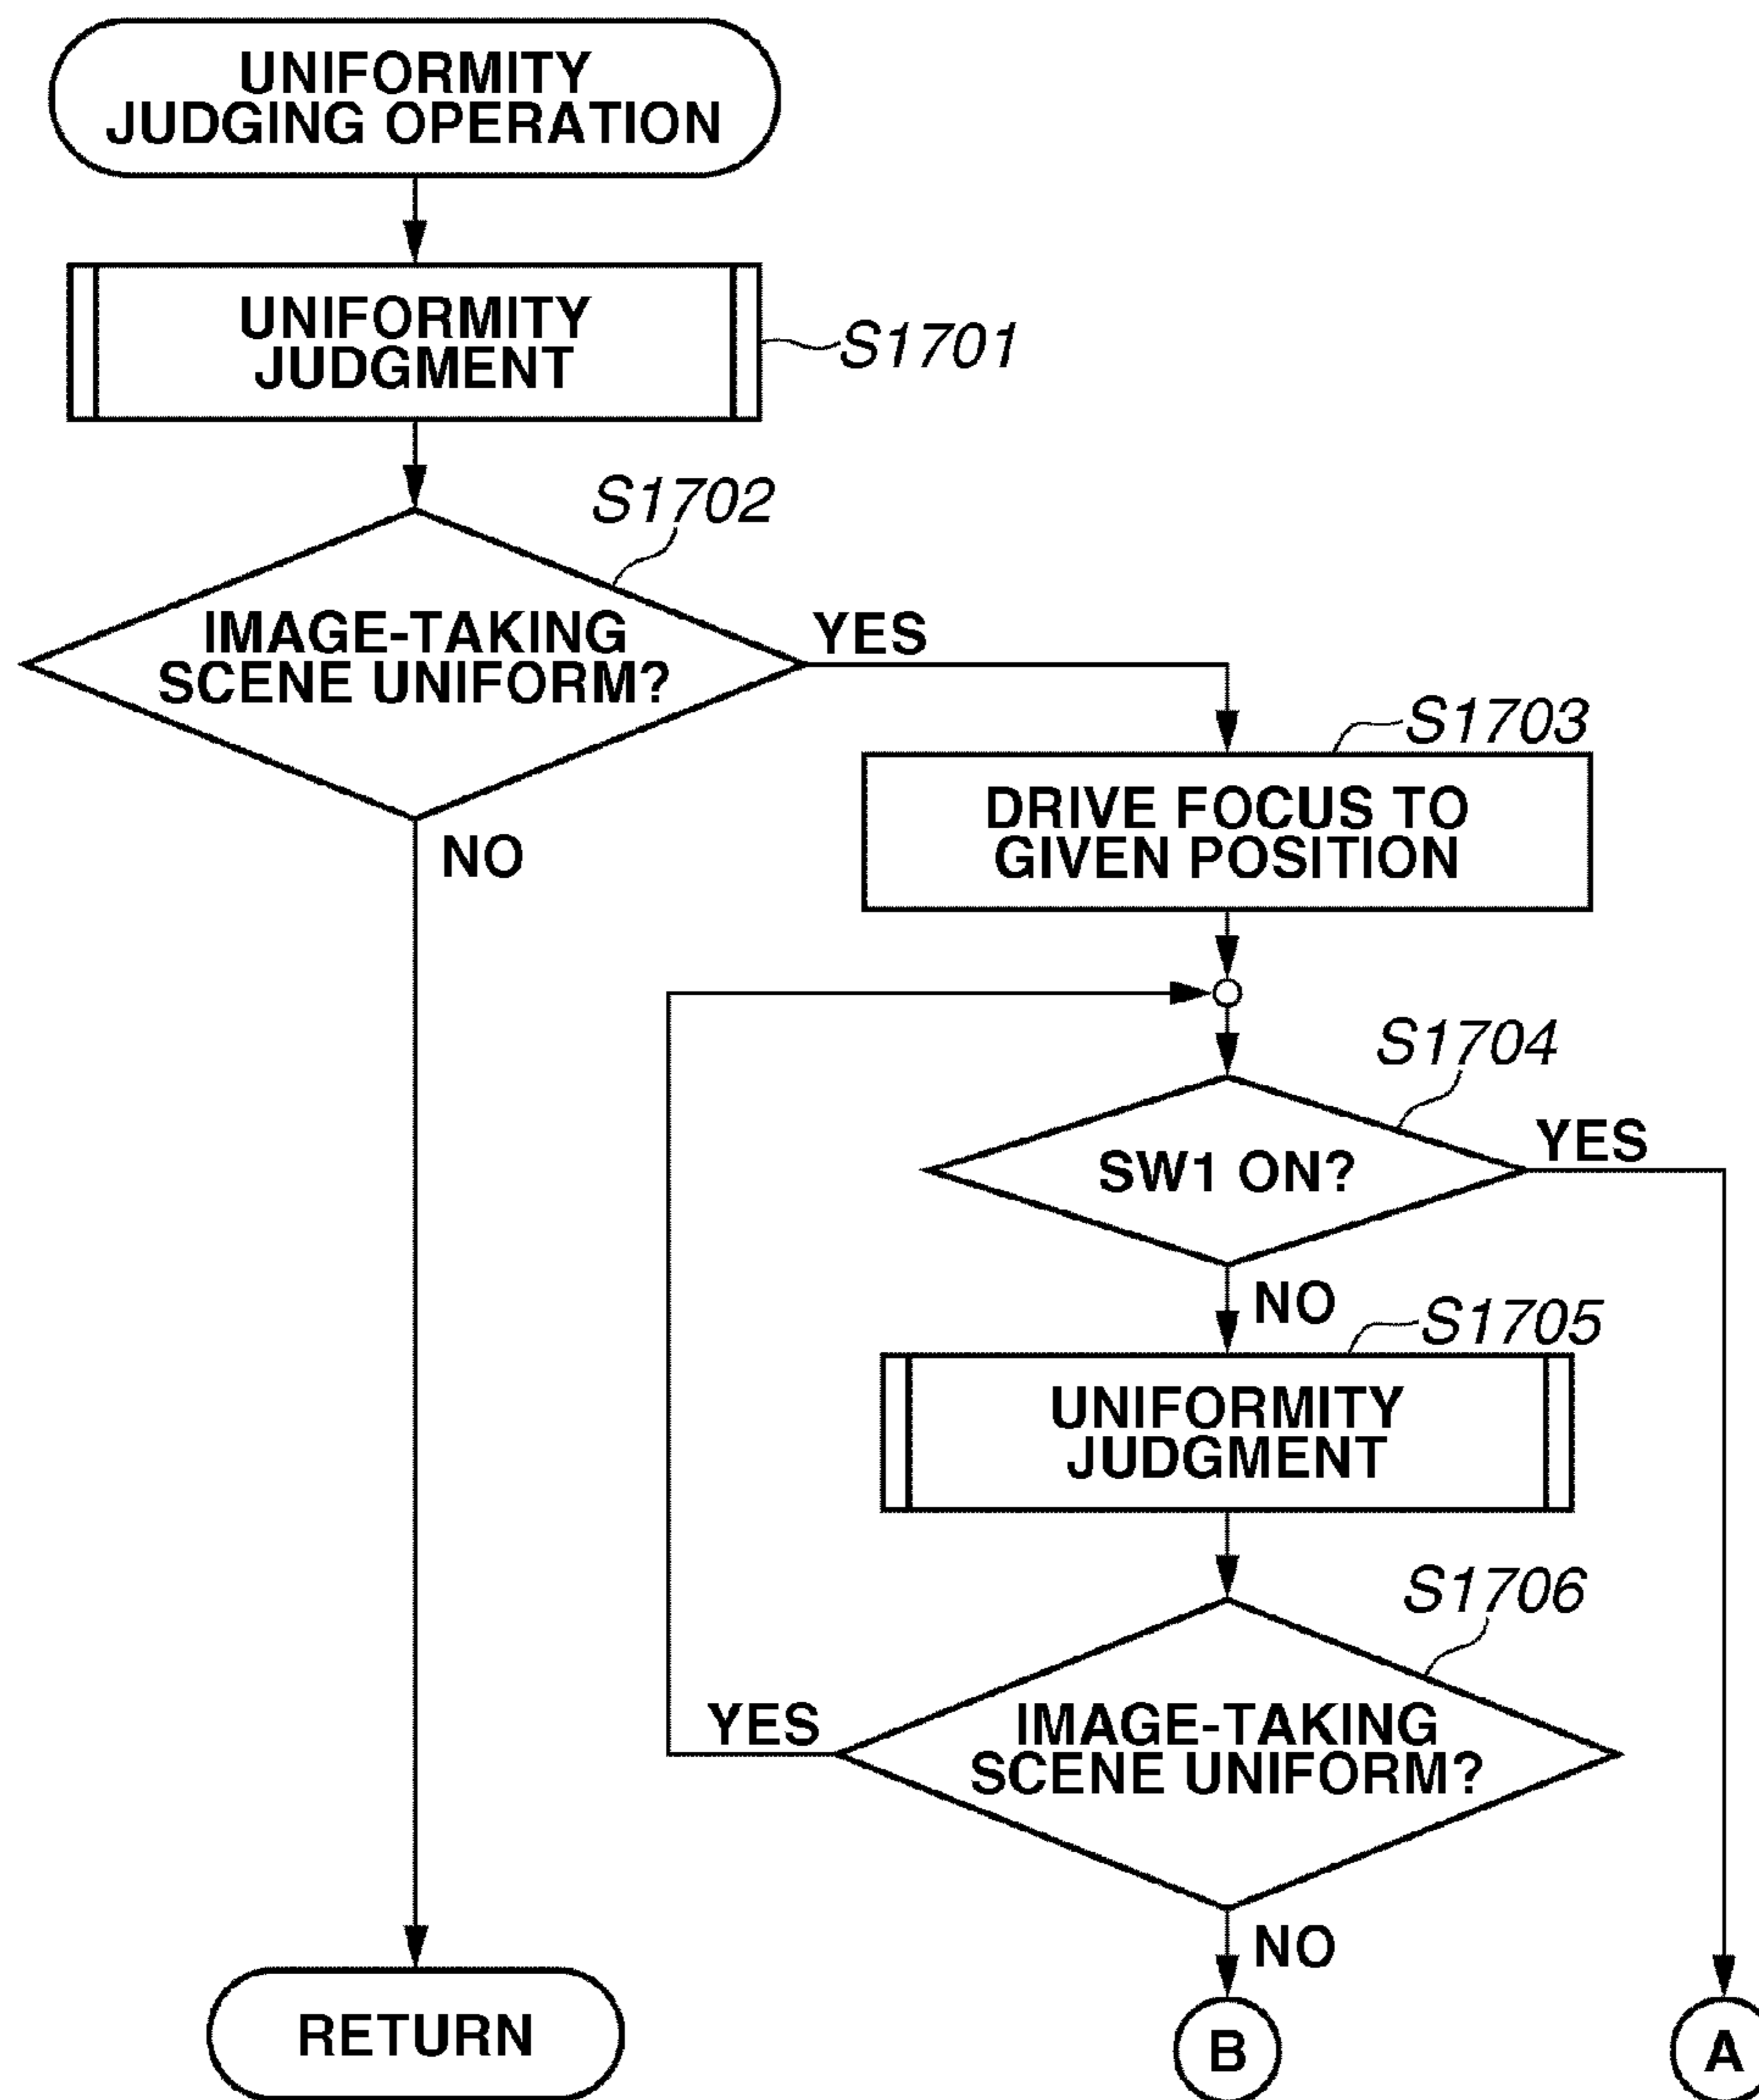 UNIFORMITY
JUDGING OPERATION
UNIFORMITY
JUDGMENT
S1701
S1702
IMAGE-TAKING
SCENE UNIFORM?
YES
NO
S1703
DRIVE FOCUS TO
GIVEN POSITION
S1704
SW1 ON?
YES
NO
S1705
UNIFORMITY
JUDGMENT
S1706
IMAGE-TAKING
SCENE UNIFORM?
YES
NO
RETURN
B
A